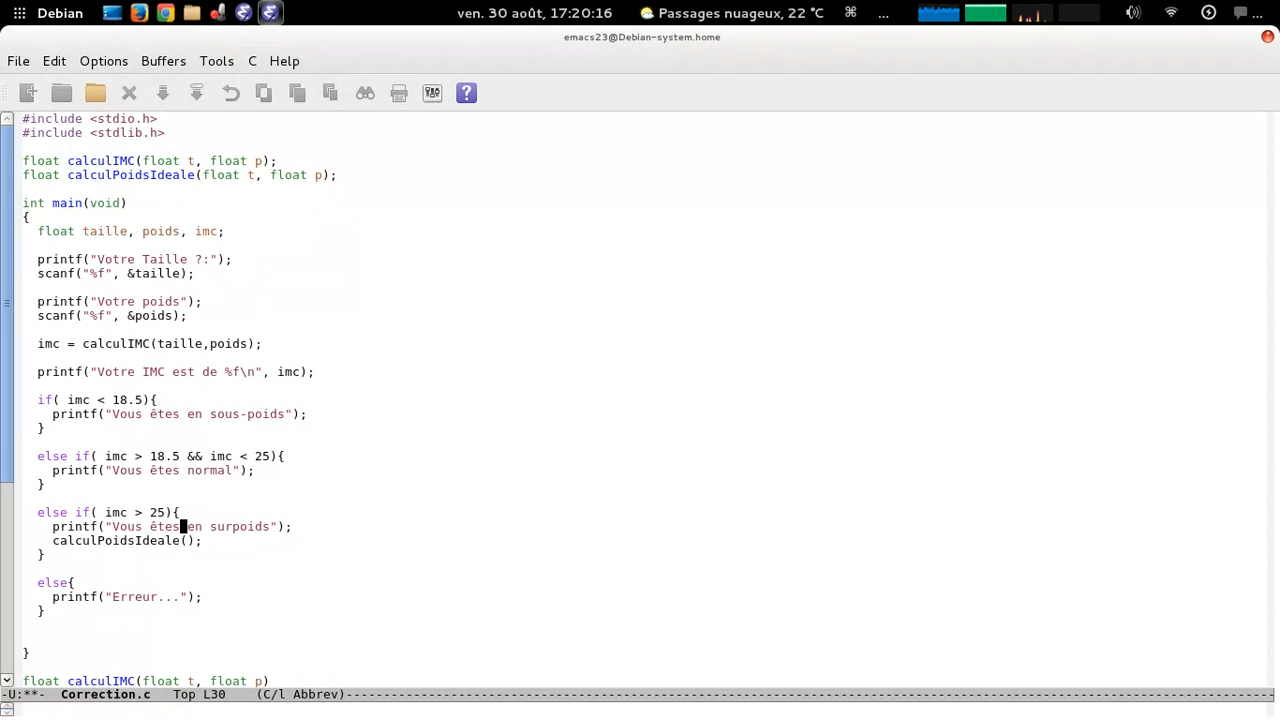 Debian
ven. 30 août, 17:20:16
Passages nuageux, 22 °C
⌘
...
...
emacs23@Debian-system.home
File Edit Options Buffers Tools C Help
#include <stdio.h>
#include <stdlib.h>
float calculIMC(float t, float p);
float calculPoidsIdeale(float t, float p);
int main(void)
{
float taille, poids, imc;
printf("Votre Taille ?:");
scanf("%f", &taille);
printf("Votre poids");
scanf("%f", &poids);
imc = calculIMC(taille,poids);
printf("Votre IMC est de %f\n", imc);
if( imc < 18.5){
printf("Vous êtes en sous-poids");
}
else if( imc > 18.5 && imc < 25){
printf("Vous êtes normal");
}
else if( imc > 25){
printf("Vous êtes en surpoids");
calculPoidsIdeale();
}
else{
printf("Erreur...");
}
}
float calculIMC(float t, float p)
-U:**- Correction.c Top L30 (C/l Abbrev)